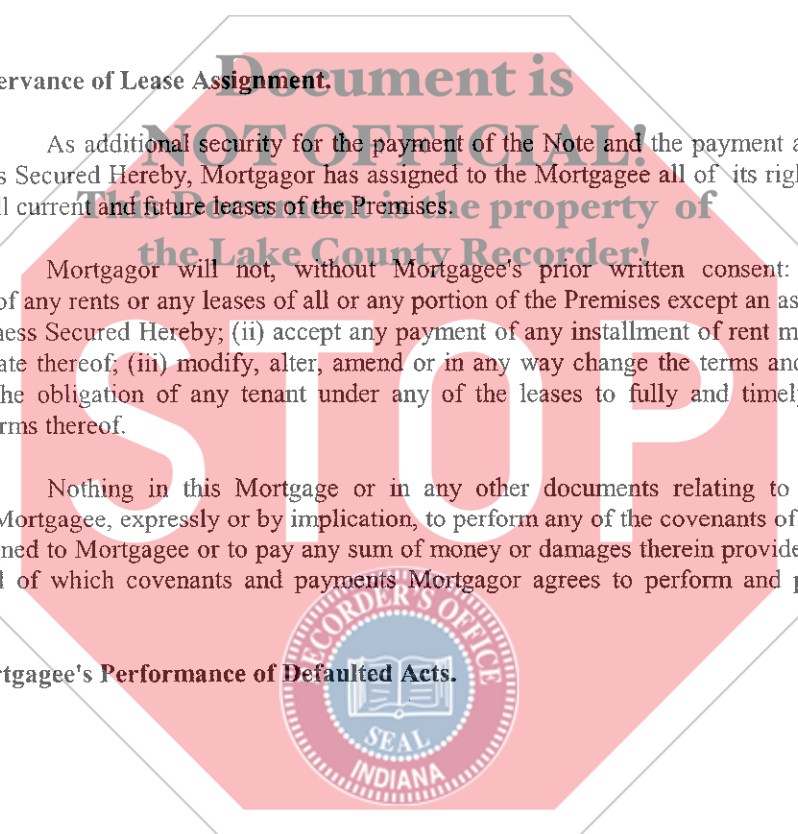 Document is
ervance of Lease Assignment.
NOT OFFICIAL!
As additional security for the payment of the Note and the payment a
s Secured Hereby, Mortgagor has assigned to the Mortgagee all of its righ
This Document is the property of
ll current and future leases of the Premises.
the Lake County Recorder!
Mortgagor will not, without Mortgagee's prior written consent:
of any rents or any leases of all or any portion of the Premises except an as
ness Secured Hereby; (ii) accept any payment of any installment of rent m
ate thereof; (iii) modify, alter, amend or in any way change the terms and
he obligation of any tenant under any of the leases to fully and timel
rms thereof.
STOP
Nothing in this Mortgage or in any other documents relating to
Mortgagee, expressly or by implication, to perform any of the covenants of
ned to Mortgagee or to pay any sum of money or damages therein provide
l of which covenants and payments Mortgagor agrees to perform and p
rtgagee's Performance of Defaulted Acts.
RECORDER'S OFFICE
SEAL
INDIANA